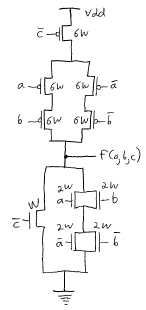 vdd
c̅ 6W
a 6W 6W a̅
b 6W 6W b̅
f(a,b,c)
W 2W 2W
c̅ a b
2W 2W
a̅ b̅